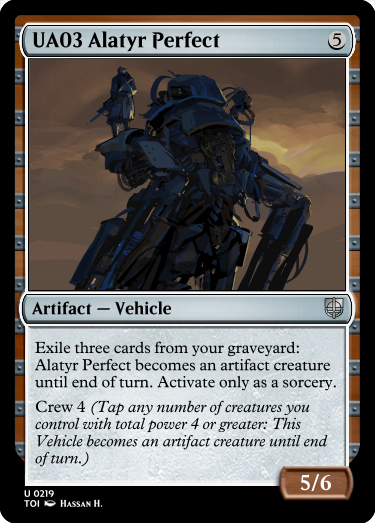 UA03 Alatyr Perfect 5
Artifact — Vehicle
Exile three cards from your graveyard:
Alatyr Perfect becomes an artifact creature
until end of turn. Activate only as a sorcery.
Crew 4 (Tap any number of creatures you
control with total power 4 or greater: This
Vehicle becomes an artifact creature until end
of turn.)
5/6
U 0219
TOI HASSAN H.